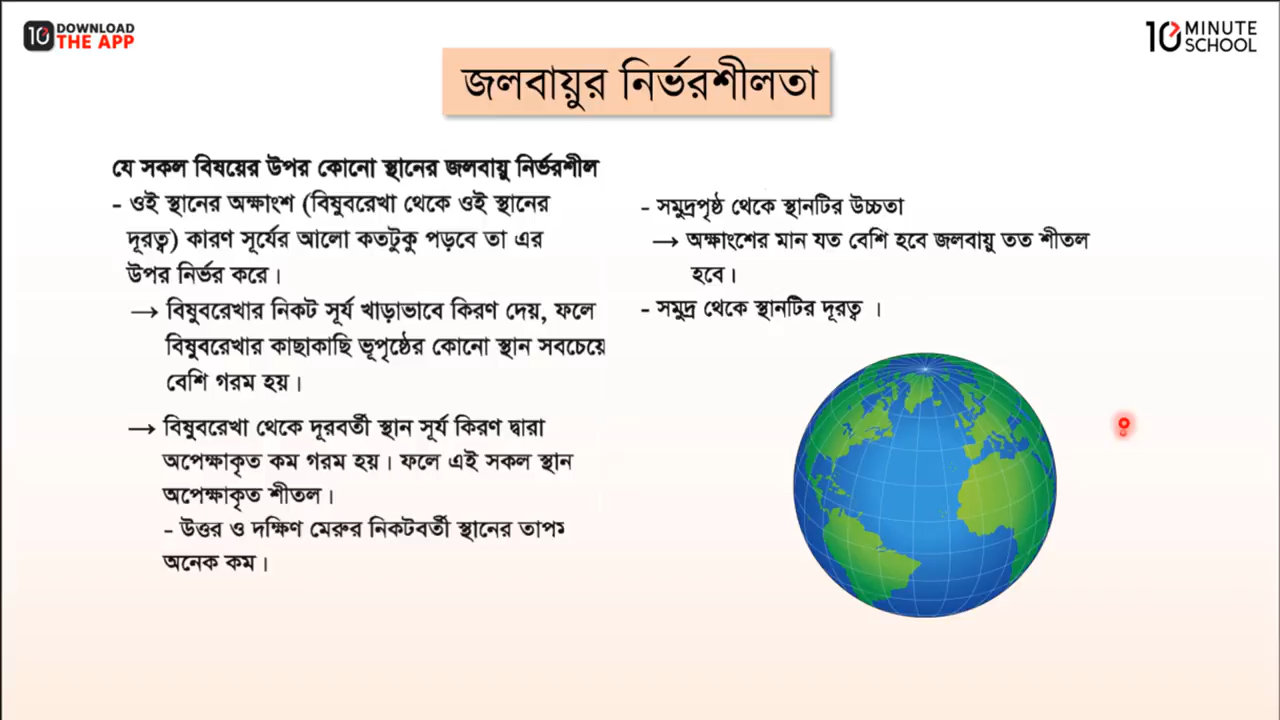 DOWNLOAD
THE APP
10 MINUTE
SCHOOL
জলবায়ুর নির্ভরশীলতা
যে সকল বিষয়ের উপর কোনো স্থানের জলবায়ু নির্ভরশীল
- ওই স্থানের অক্ষাংশ (বিষুবরেখা থেকে ওই স্থানের
দূরত্ব) কারণ সূর্যের আলো কতটুকু পড়বে তা এর
উপর নির্ভর করে।
→ বিষুবরেখার নিকট সূর্য খাড়াভাবে কিরণ দেয়, ফলে
বিষুবরেখার কাছাকাছি ভূপৃষ্ঠের কোনো স্থান সবচেয়ে
বেশি গরম হয়।
→ বিষুবরেখা থেকে দূরবর্তী স্থান সূর্য কিরণ দ্বারা
অপেক্ষাকৃত কম গরম হয়। ফলে এই সকল স্থান
অপেক্ষাকৃত শীতল।
- উত্তর ও দক্ষিণ মেরুর নিকটবর্তী স্থানের
অনেক কম।
- সমুদ্রপৃষ্ঠ থেকে স্থানটির উচ্চতা
→ অক্ষাংশের মান যত বেশি হবে জলবায়ু তত শীতল
হবে।
- সমুদ্র থেকে স্থানটির দূরত্ব ।